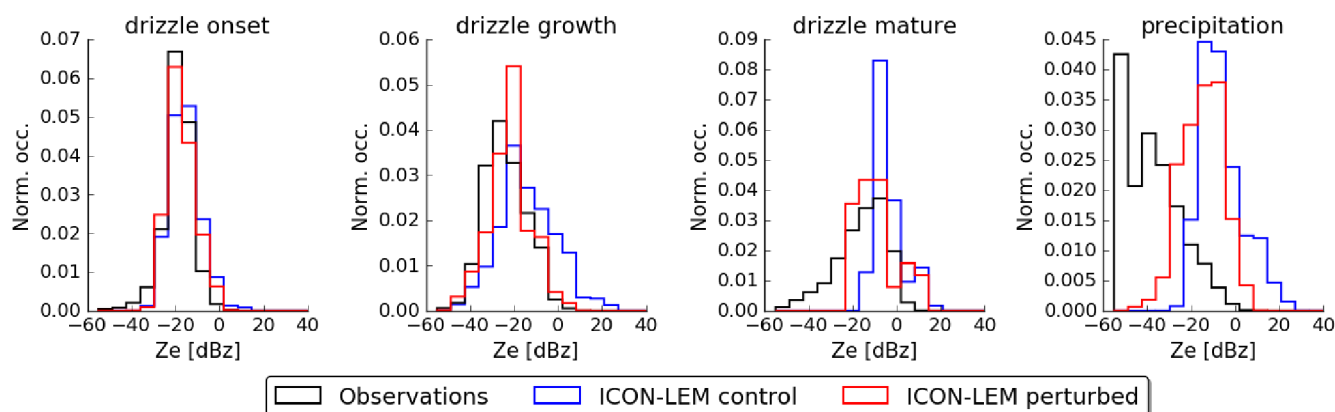 drizzle onset
0.07
0.06
0.05
0.04
0.03
0.02
0.01
0.00
Norm. occ.
−60 −40 −20 0 20 40
Ze [dBz]
drizzle growth
0.06
0.05
0.04
0.03
0.02
0.01
0.00
Norm. occ.
−60 −40 −20 0 20 40
Ze [dBz]
drizzle mature
0.09
0.08
0.07
0.06
0.05
0.04
0.03
0.02
0.01
0.00
Norm. occ.
−60 −40 −20 0 20 40
Ze [dBz]
precipitation
0.045
0.040
0.035
0.030
0.025
0.020
0.015
0.010
0.005
0.000
Norm. occ.
−60 −40 −20 0 20 40
Ze [dBz]
Observations ICON-LEM control ICON-LEM perturbed